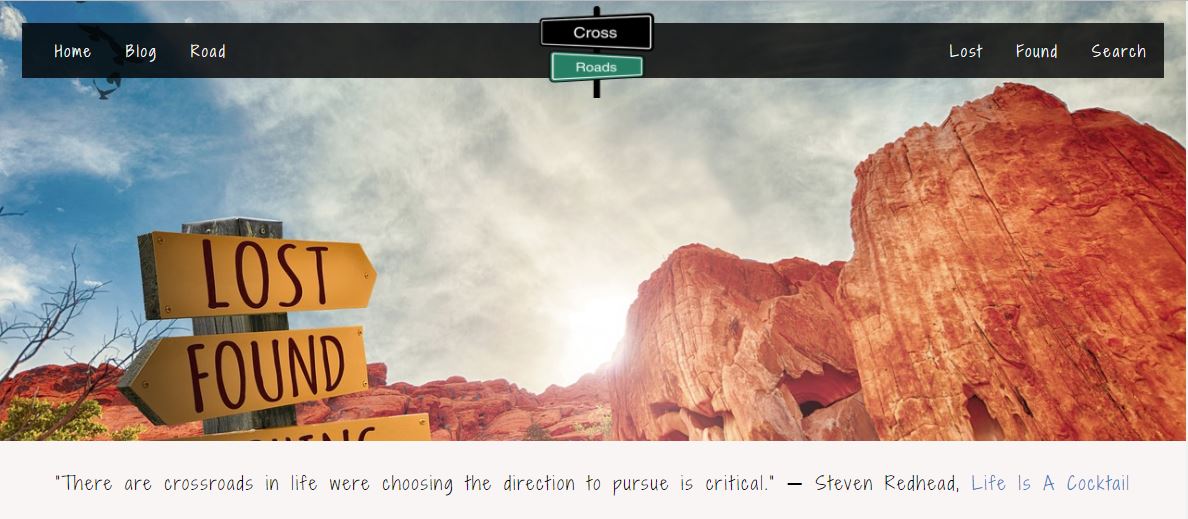 Home Blog Road
Cross
Roads
Lost Found Search
LOST
FOUND
"There are crossroads in life were choosing the direction to pursue is critical." — Steven Redhead, Life Is A Cocktail